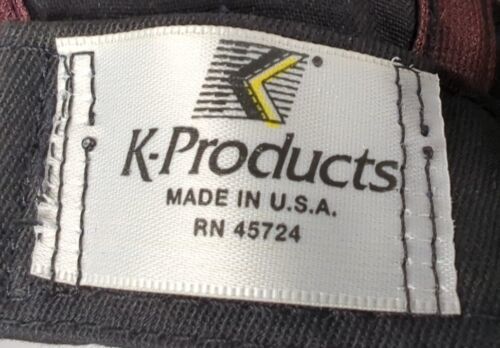 K-Products
MADE IN U.S.A.
RN 45724